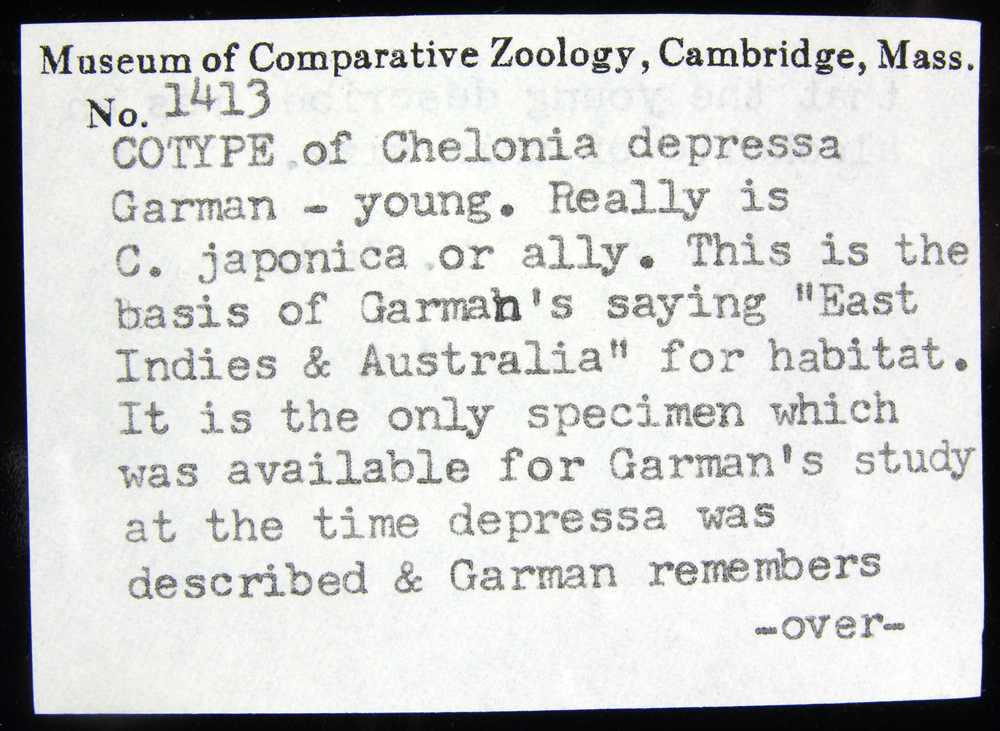 Museum of Comparative Zoology, Cambridge, Mass.
No. 1413
COTYPE of Chelonia depressa
Garman - young. Really is
C. japonica or ally. This is the
basis of Garman's saying "East
Indies & Australia" for habitat.
It is the only specimen which
was available for Garman's study
at the time depressa was
described & Garman remembers
-over-